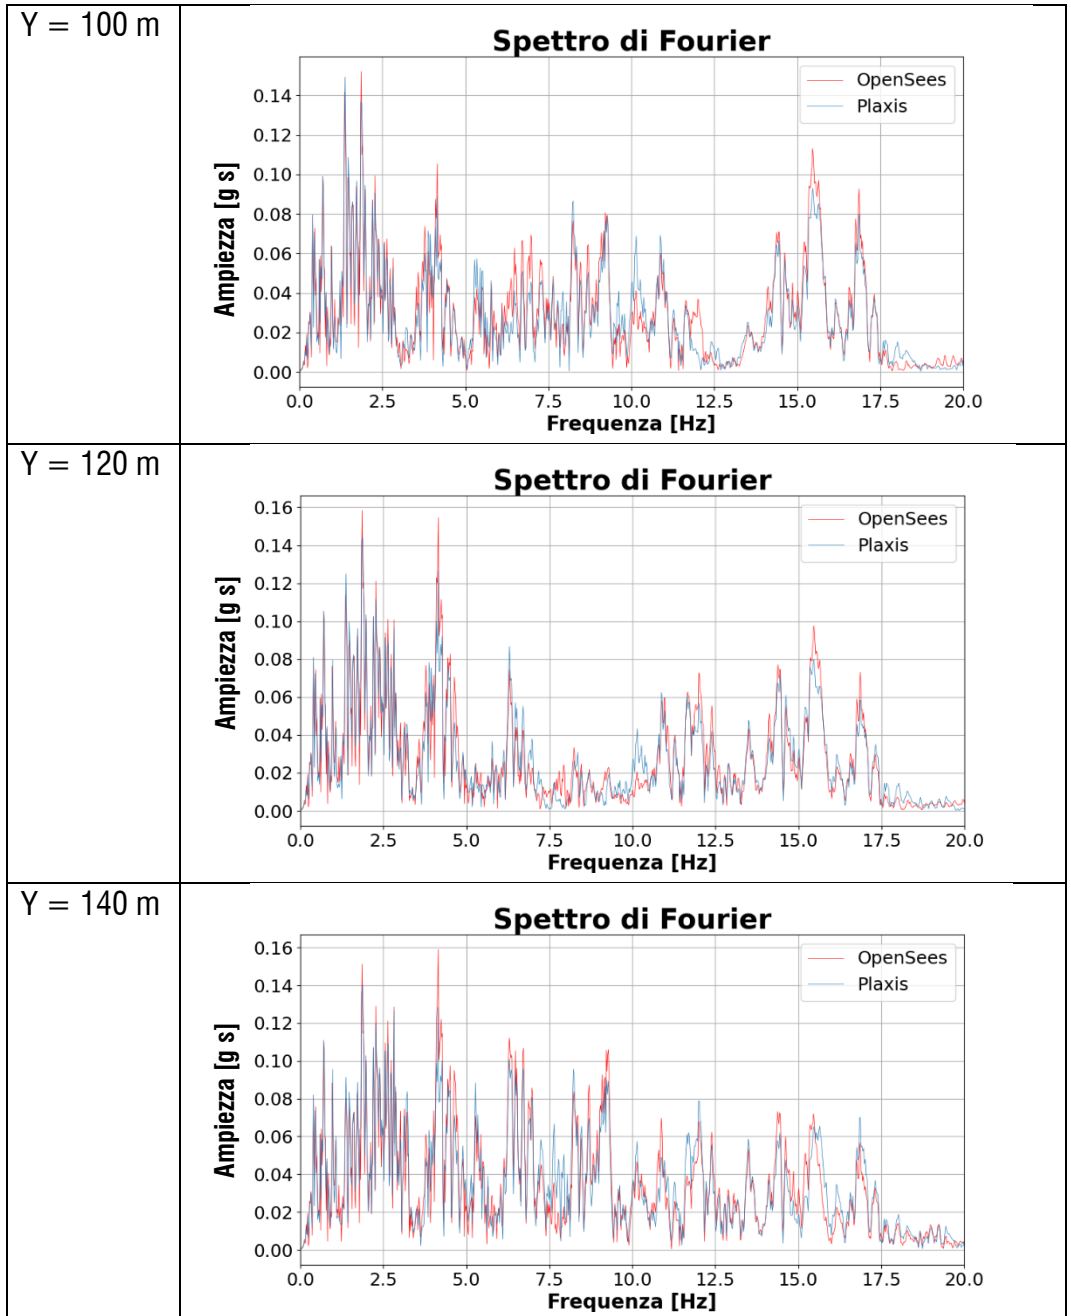 Y = 100 m
Spettro di Fourier
OpenSees
Plaxis
Ampiezza [g s]
0.14
0.12
0.10
0.08
0.06
0.04
0.02
0.00
0.0 2.5 5.0 7.5 10.0 12.5 15.0 17.5 20.0
Frequenza [Hz]
Y = 120 m
Spettro di Fourier
OpenSees
Plaxis
Ampiezza [g s]
0.16
0.14
0.12
0.10
0.08
0.06
0.04
0.02
0.00
0.0 2.5 5.0 7.5 10.0 12.5 15.0 17.5 20.0
Frequenza [Hz]
Y = 140 m
Spettro di Fourier
OpenSees
Plaxis
Ampiezza [g s]
0.16
0.14
0.12
0.10
0.08
0.06
0.04
0.02
0.00
0.0 2.5 5.0 7.5 10.0 12.5 15.0 17.5 20.0
Frequenza [Hz]